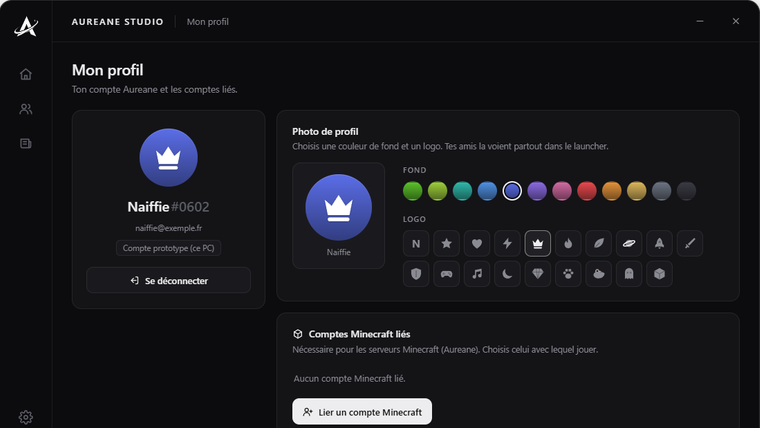 AUREANE STUDIO
Mon profil
Mon profil
Ton compte Aureane et les comptes liés.
Naiffie#0602
naiffie@exemple.fr
Compte prototype (ce PC)
Se déconnecter
Photo de profil
Choisis une couleur de fond et un logo. Tes amis la voient partout dans le launcher.
Naiffie
FOND
LOGO
N
Comptes Minecraft liés
Nécessaire pour les serveurs Minecraft (Aureane). Choisis celui avec lequel jouer.
Aucun compte Minecraft lié.
Lier un compte Minecraft